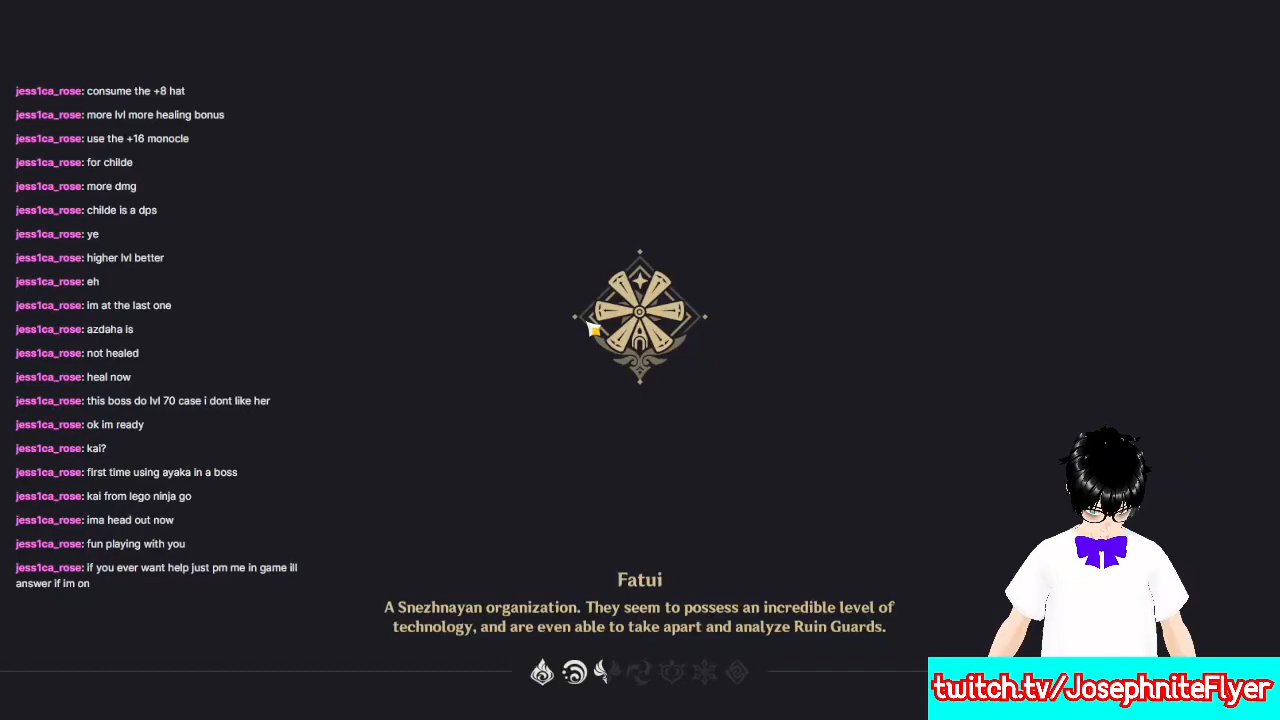 jess1ca_rose: consume the +8 hat
jess1ca_rose: more lvl more healing bonus
jess1ca_rose: use the +16 monocle
jess1ca_rose: for childe
jess1ca_rose: more dmg
jess1ca_rose: childe is a dps
jess1ca_rose: ye
jess1ca_rose: higher lvl better
jess1ca_rose: eh
jess1ca_rose: im at the last one
jess1ca_rose: azdaha is
jess1ca_rose: not healed
jess1ca_rose: heal now
jess1ca_rose: this boss do lvl 70 case i dont like her
jess1ca_rose: ok im ready
jess1ca_rose: kai?
jess1ca_rose: first time using ayaka in a boss
jess1ca_rose: kai from lego ninja go
jess1ca_rose: ima head out now
jess1ca_rose: fun playing with you
jess1ca_rose: if you ever want help just pm me in game ill
answer if im on
Fatui
A Snezhnayan organization. They seem to possess an incredible level of
technology, and are even able to take apart and analyze Ruin Guards.
twitch.tv/JosephniteFlyer